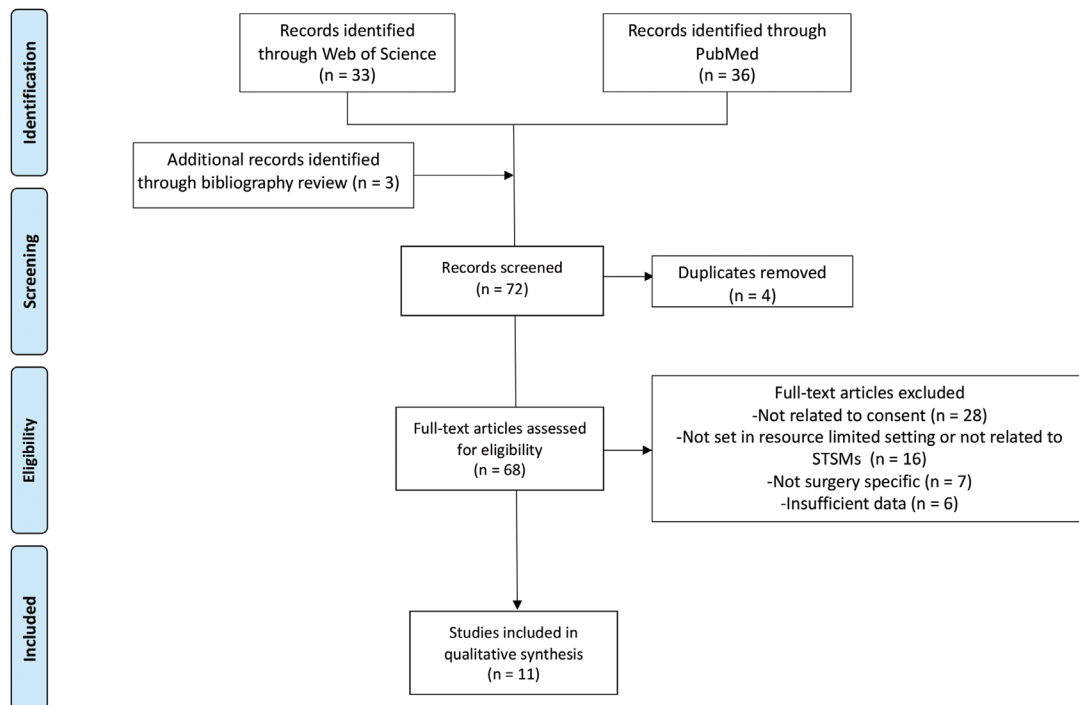 Identification
Records identified
through Web of Science
(n = 33)
Records identified through
PubMed
(n = 36)
Additional records identified
through bibliography review (n = 3)
Screening
Records screened
(n = 72)
Duplicates removed
(n = 4)
Eligibility
Full-text articles assessed
for eligibility
(n = 68)
Full-text articles excluded
-Not related to consent (n = 28)
-Not set in resource limited setting or not related to
STSMs (n = 16)
-Not surgery specific (n = 7)
-Insufficient data (n = 6)
Included
Studies included in
qualitative synthesis
(n = 11)